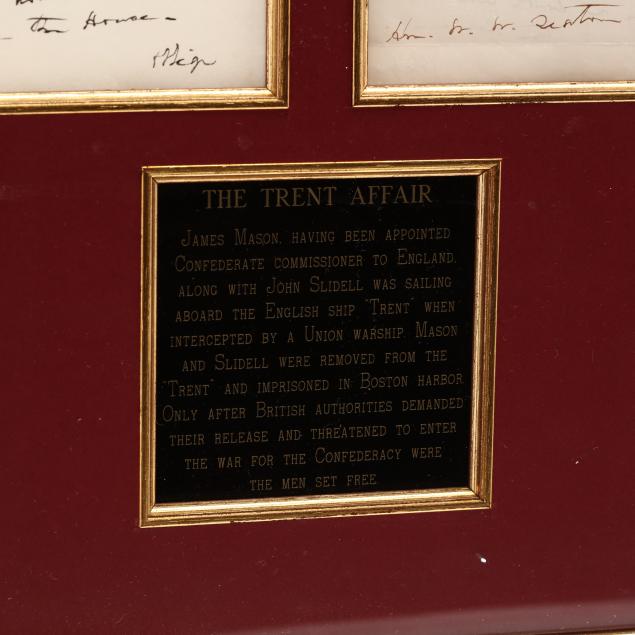 the House -
Hon. W. W. Seaton
THE TRENT AFFAIR
JAMES MASON, HAVING BEEN APPOINTED
CONFEDERATE COMMISSIONER TO ENGLAND,
ALONG WITH JOHN SLIDELL WAS SAILING
ABOARD THE ENGLISH SHIP "TRENT" WHEN
INTERCEPTED BY A UNION WARSHIP. MASON
AND SLIDELL WERE REMOVED FROM THE
"TRENT" AND IMPRISONED IN BOSTON HARBOR.
ONLY AFTER BRITISH AUTHORITIES DEMANDED
THEIR RELEASE AND THREATENED TO ENTER
THE WAR FOR THE CONFEDERACY WERE
THE MEN SET FREE.